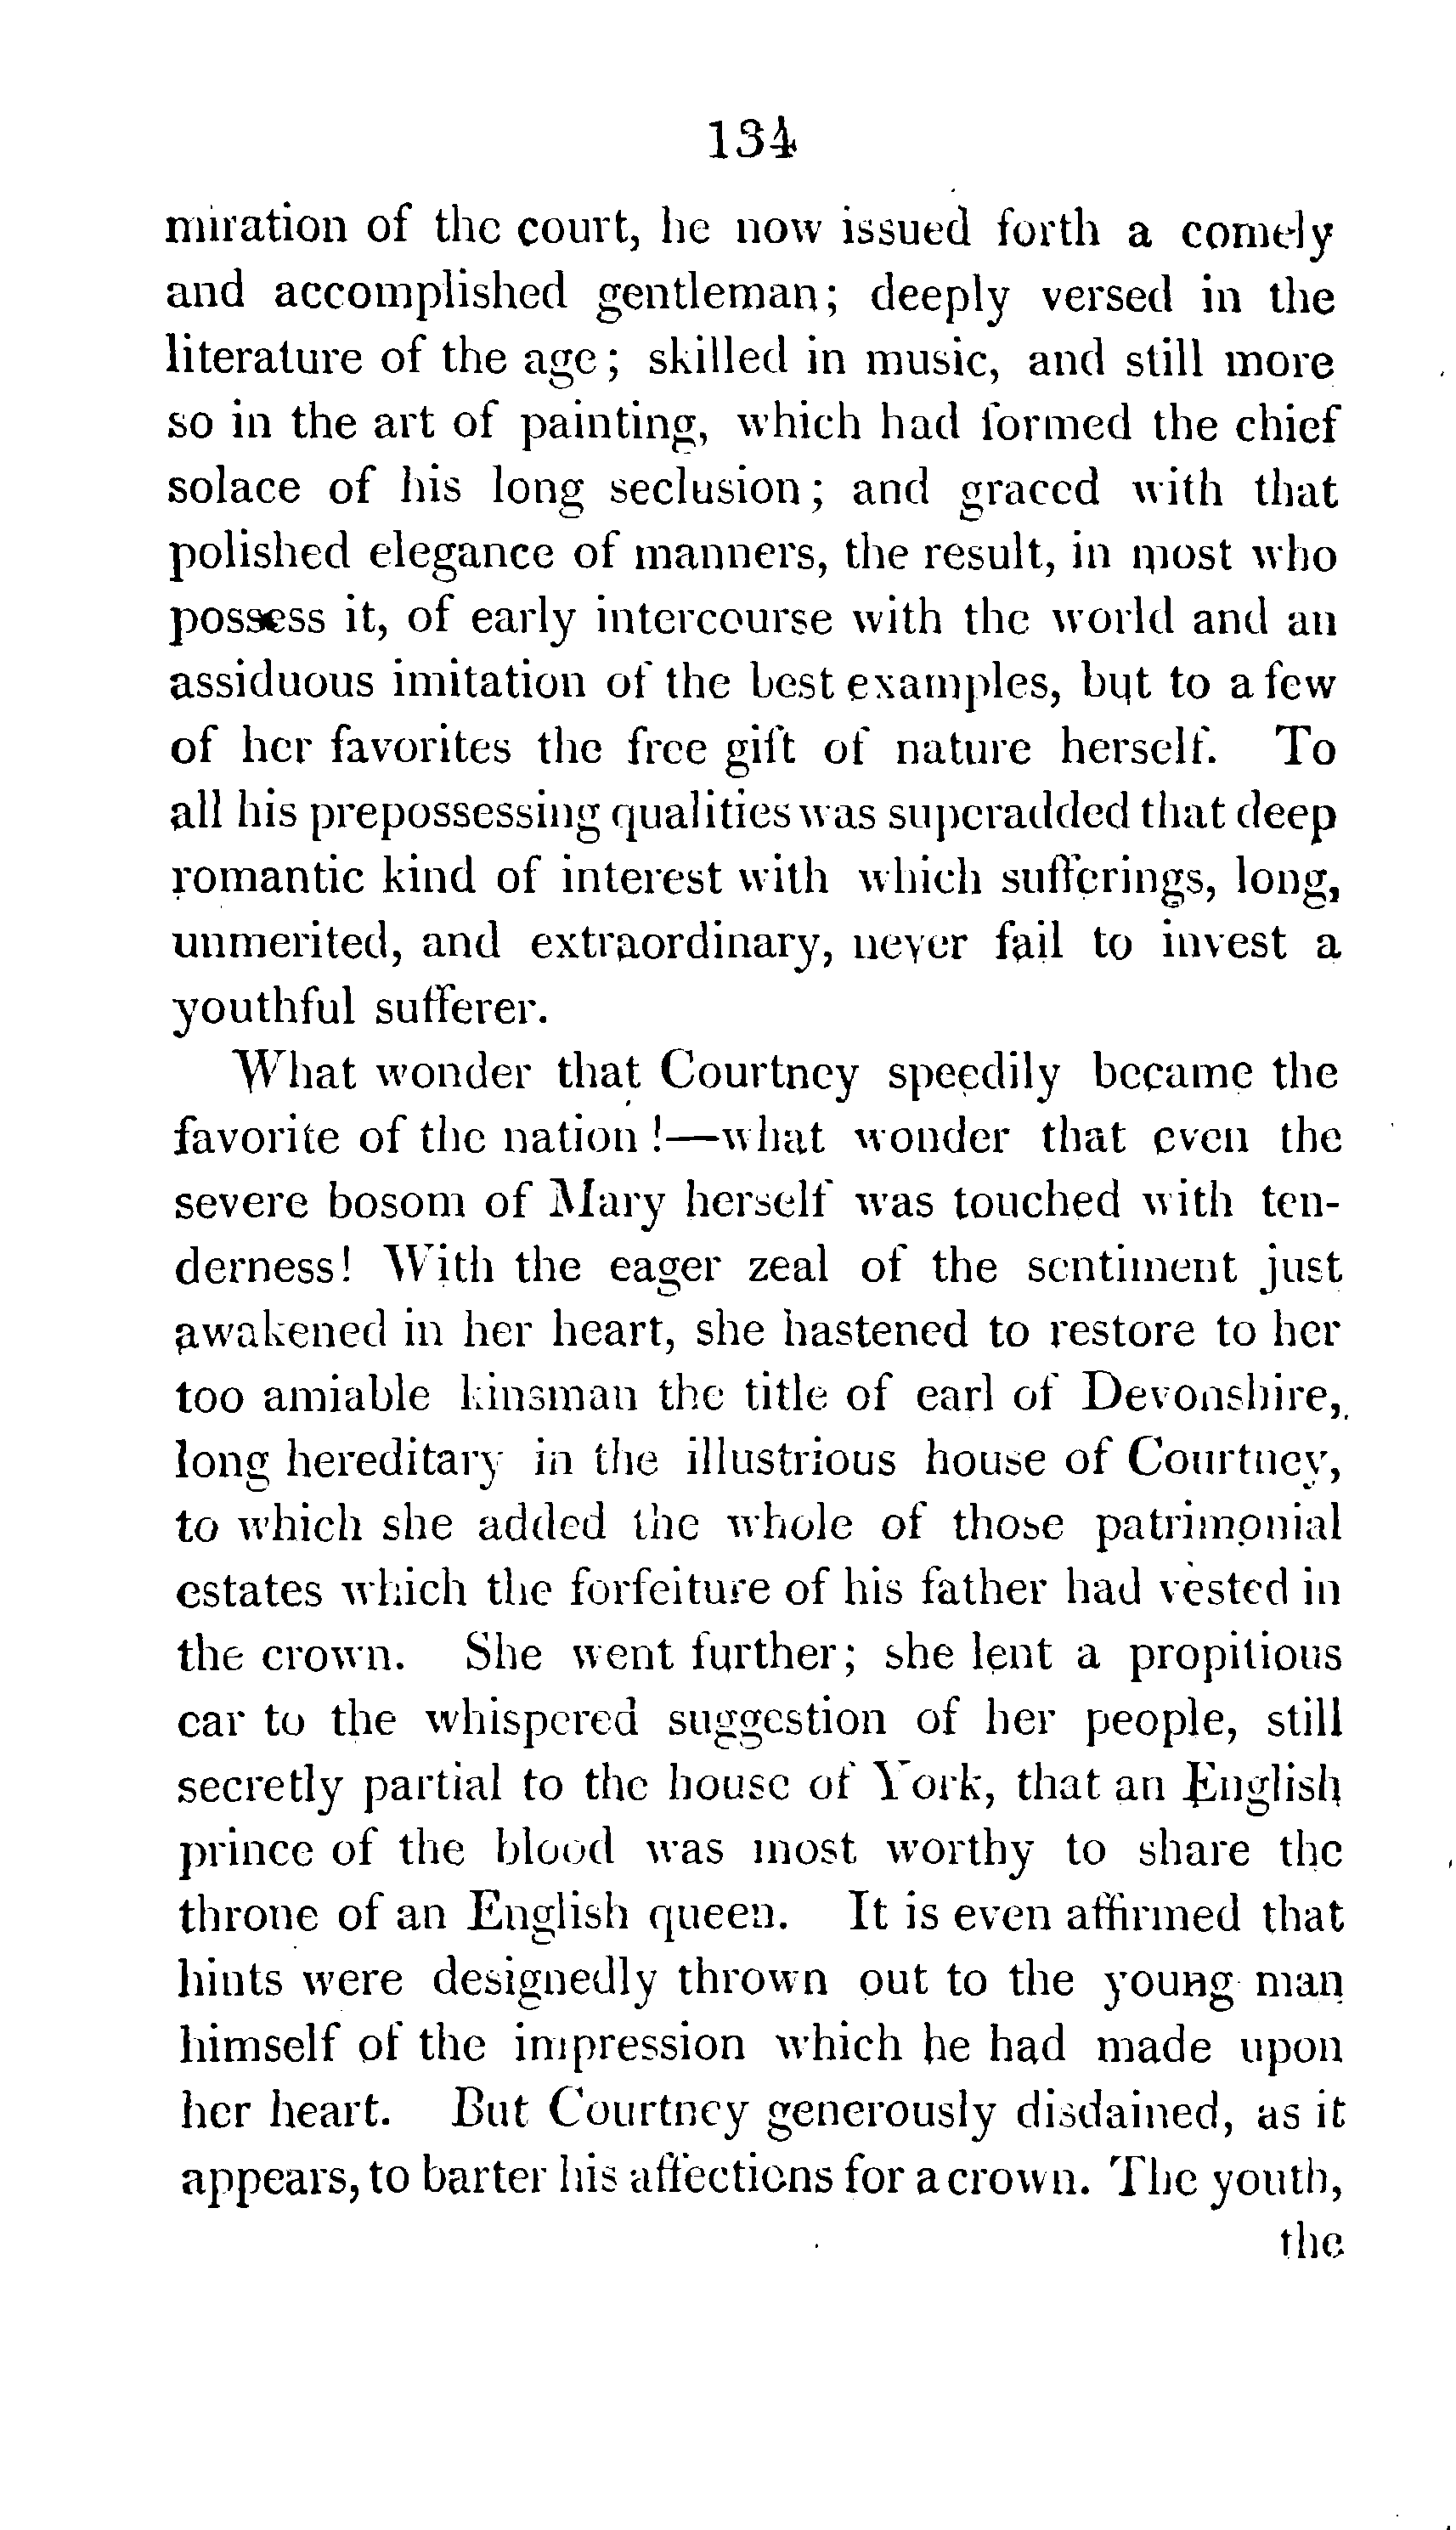 134
miration of the court, he now issued forth a comely
and accomplished gentleman; deeply versed in the
literature of the age; skilled in music, and still more
so in the art of painting, which had formed the chief
solace of his long seclusion; and graced with that
polished elegance of manners, the result, in most who
possess it, of early intercourse with the world and an
assiduous imitation of the best examples, but to a few
of her favorites the free gift of nature herself. To
all his prepossessing qualities was superadded that deep
romantic kind of interest with which sufferings, long,
unmerited, and extraordinary, never fail to invest a
youthful sufferer.
What wonder that Courtney speedily became the
favorite of the nation!—what wonder that even the
severe bosom of Mary herself was touched with ten-
derness! With the eager zeal of the sentiment just
awakened in her heart, she hastened to restore to her
too amiable kinsman the title of earl of Devonshire,
long hereditary in the illustrious house of Courtney,
to which she added the whole of those patrimonial
estates which the forfeiture of his father had vested in
the crown. She went further; she lent a propitious
ear to the whispered suggestion of her people, still
secretly partial to the house of York, that an English
prince of the blood was most worthy to share the
throne of an English queen. It is even affirmed that
hints were designedly thrown out to the young man
himself of the impression which he had made upon
her heart. But Courtney generously disdained, as it
appears, to barter his affections for a crown. The youth,
the